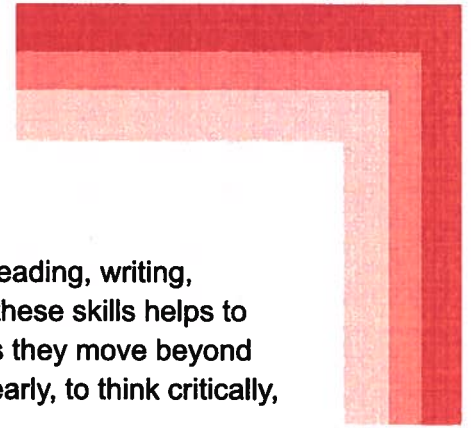 eading, writing,
these skills helps to
s they move beyond
early, to think critically,